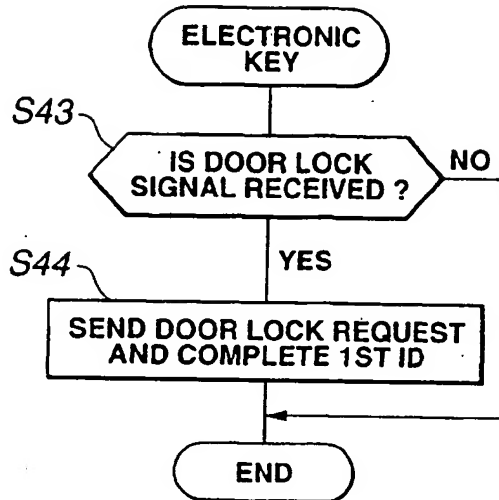 ELECTRONIC
KEY
S43
IS DOOR LOCK
SIGNAL RECEIVED ?
NO
YES
S44
SEND DOOR LOCK REQUEST
AND COMPLETE 1ST ID
END